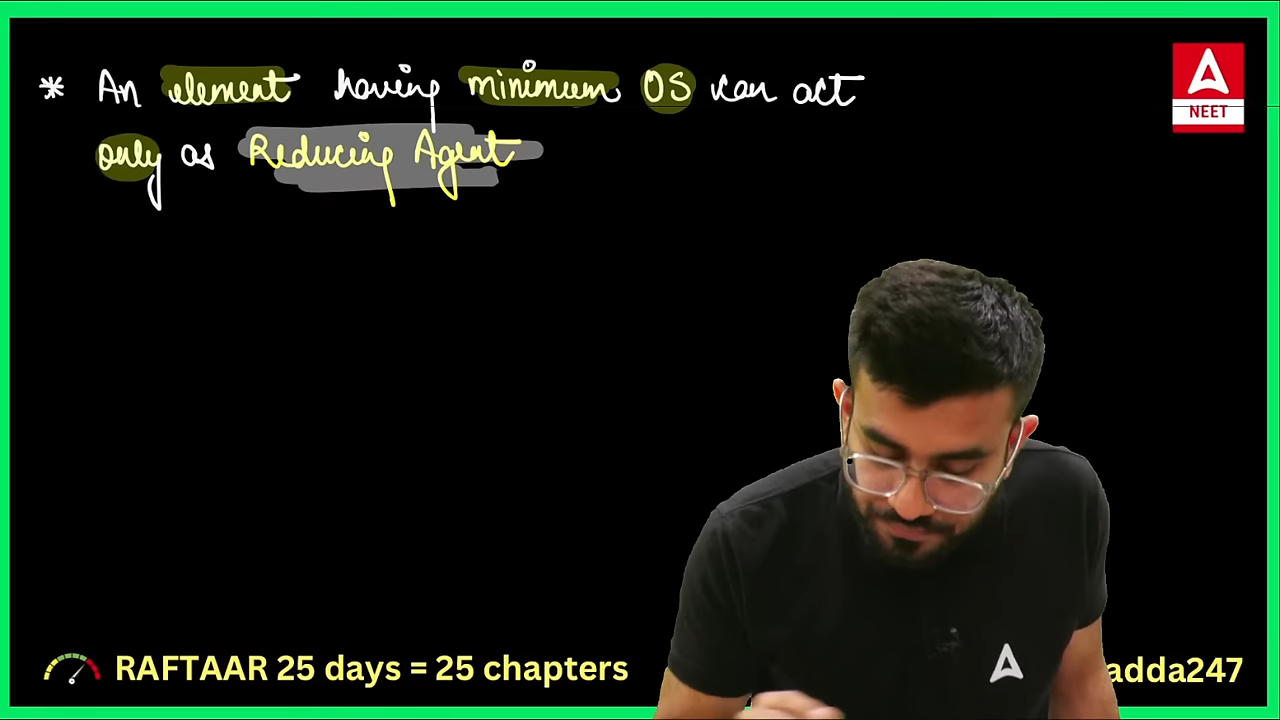 * An element having minimum OS can act
only as Reducing Agent
NEET
RAFTAAR 25 days = 25 chapters
adda247